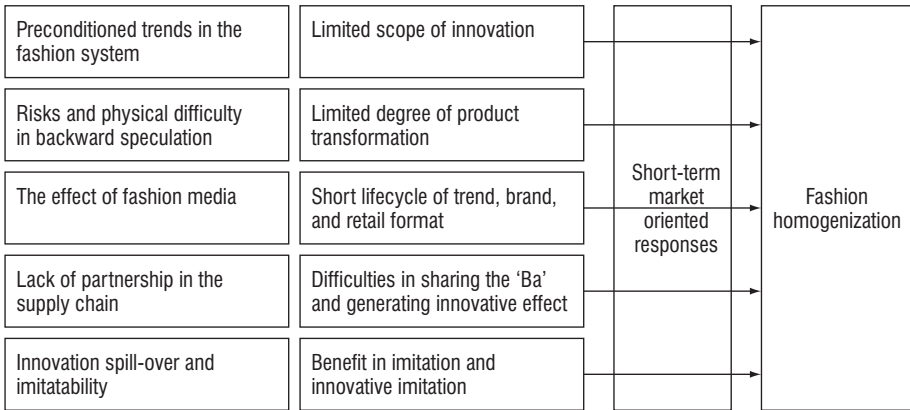 Preconditioned trends in the
fashion system
Limited scope of innovation
Risks and physical difficulty
in backward speculation
Limited degree of product
transformation
The effect of fashion media
Short lifecycle of trend, brand,
and retail format
Lack of partnership in the
supply chain
Difficulties in sharing the ‘Ba’
and generating innovative effect
Innovation spill-over and
imitatability
Benefit in imitation and
innovative imitation
Short-term
market
oriented
responses
Fashion
homogenization